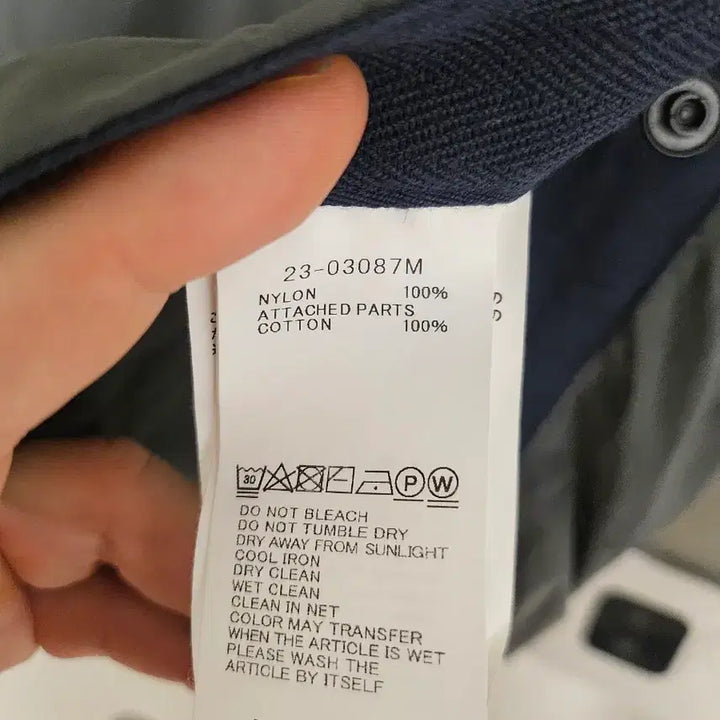 23-03087M
NYLON 100%
ATTACHED PARTS
COTTON 100%
30
P W
DO NOT BLEACH
DO NOT TUMBLE DRY
DRY AWAY FROM SUNLIGHT
COOL IRON
DRY CLEAN
WET CLEAN
CLEAN IN NET
COLOR MAY TRANSFER
WHEN THE ARTICLE IS WET
PLEASE WASH THE
ARTICLE BY ITSELF